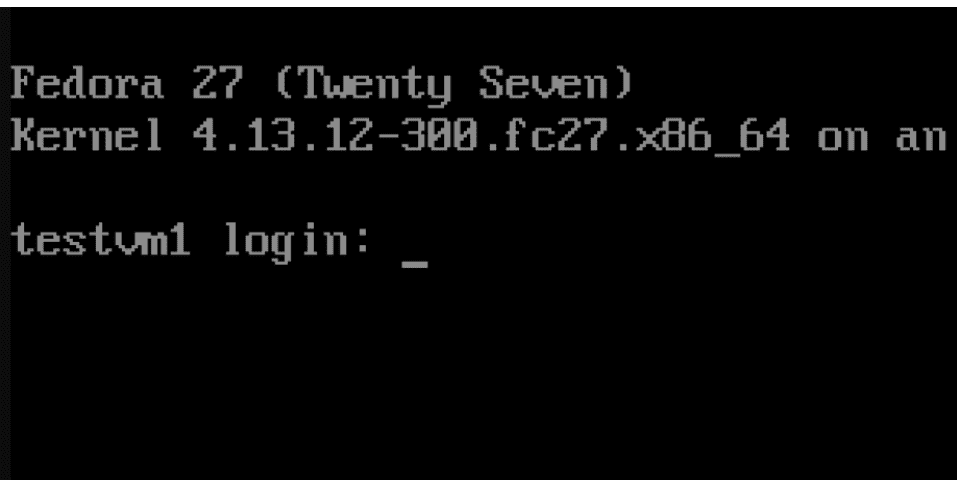 Fedora 27 (Twenty Seven)
Kernel 4.13.12-300.fc27.x86_64 on an
testvm1 login: _